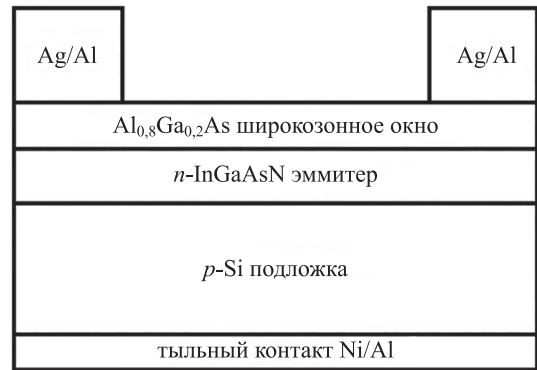 Ag/Al
Ag/Al
Al0,8Ga0,2As широкозонное окно
n-InGaAsN эммитер
p-Si подложка
тыльный контакт Ni/Al